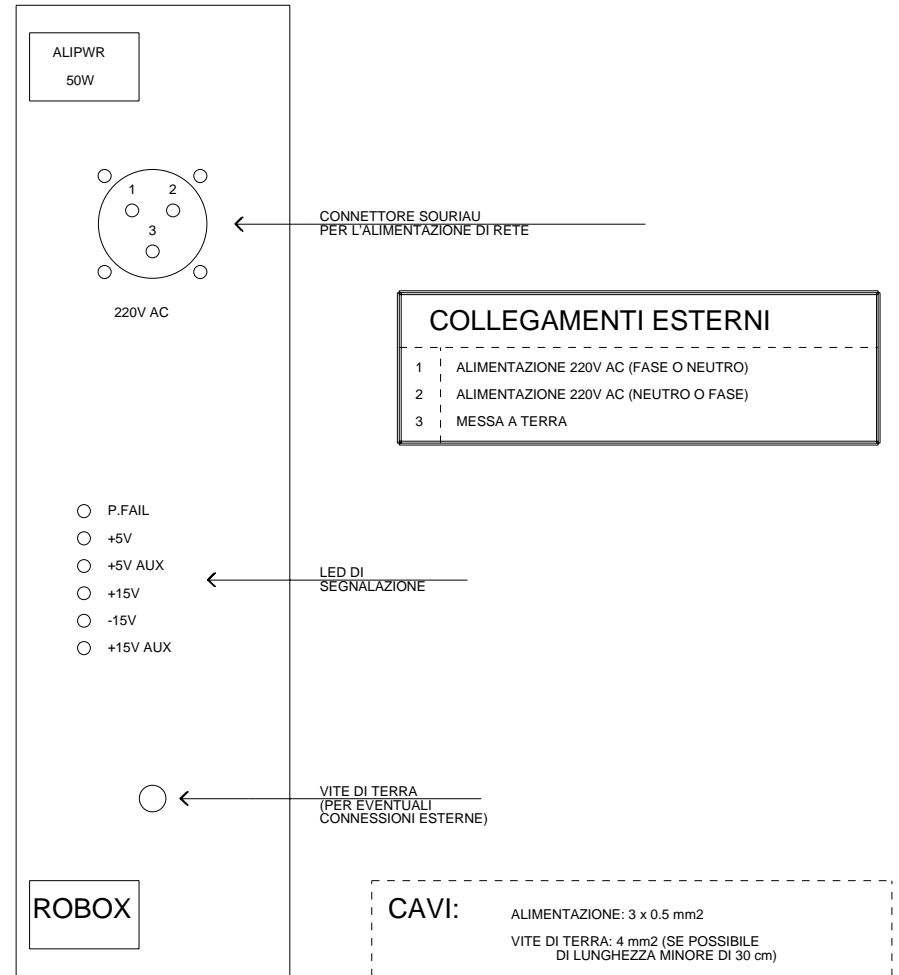 ALIPWR
50W
1 2
3
220V AC
CONNETTORE SOURIAU
PER L'ALIMENTAZIONE DI RETE
COLLEGAMENTI ESTERNI
1 ALIMENTAZIONE 220V AC (FASE O NEUTRO)
2 ALIMENTAZIONE 220V AC (NEUTRO O FASE)
3 MESSA A TERRA
P.FAIL
+5V
+5V AUX
+15V
-15V
+15V AUX
LED DI
SEGNALAZIONE
VITE DI TERRA
(PER EVENTUALI
CONNESSIONI ESTERNE)
ROBOX
CAVI:
ALIMENTAZIONE: 3 x 0.5 mm2
VITE DI TERRA: 4 mm2 (SE POSSIBILE
DI LUNGHEZZA MINORE DI 30 cm)